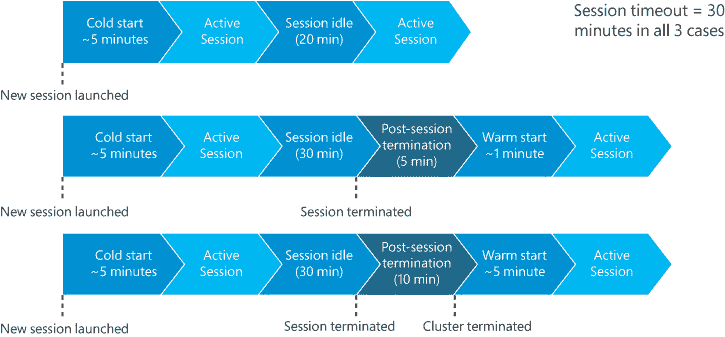 Session timeout = 30
minutes in all 3 cases
Cold start
~5 minutes
Active
Session
Session idle
(20 min)
Active
Session
New session launched
Cold start
~5 minutes
Active
Session
Session idle
(30 min)
Post-session
termination
(5 min)
Warm start
~1 minute
Active
Session
New session launched
Session terminated
Cold start
~5 minutes
Active
Session
Session idle
(30 min)
Post-session
termination
(10 min)
Warm start
~5 minute
Active
Session
New session launched
Session terminated
Cluster terminated